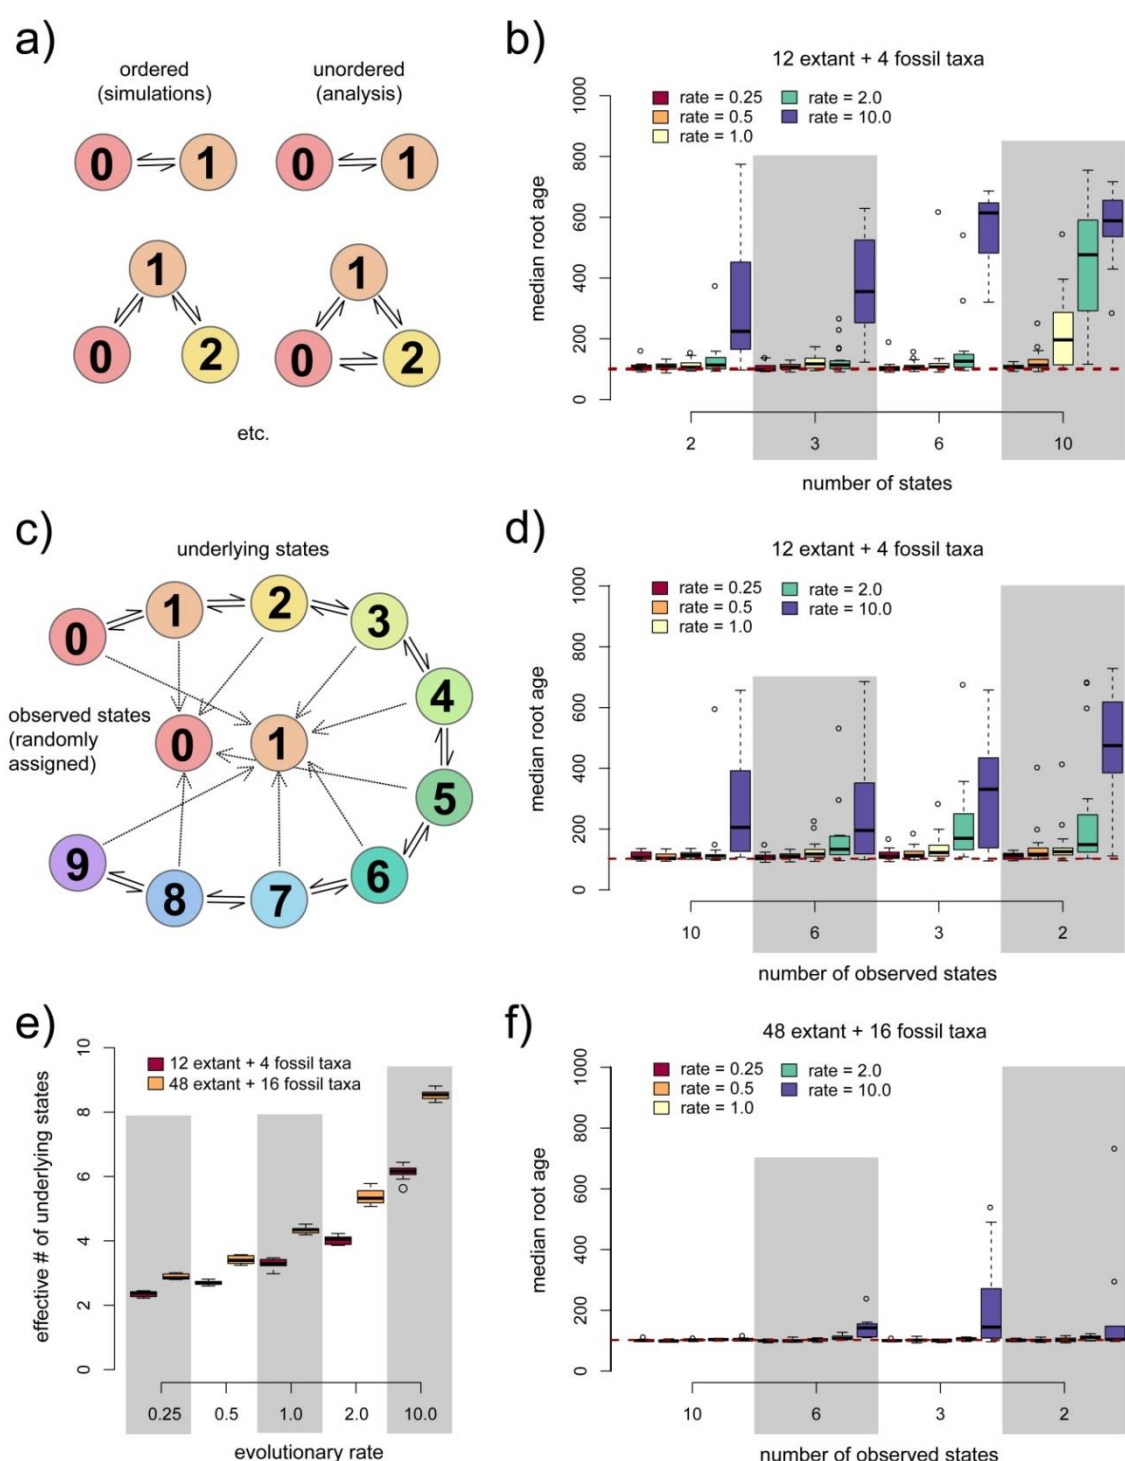 a)
ordered
(simulations)
unordered
(analysis)
0
1
0
1
1
0
2
1
0
2
etc.
b)
12 extant + 4 fossil taxa
rate = 0.25
rate = 0.5
rate = 1.0
rate = 2.0
rate = 10.0
median root age
0
200
400
600
800
1000
2
3
6
10
number of states
c)
underlying states
0
1
2
3
4
5
6
7
8
9
observed states
(randomly
assigned)
0
1
d)
12 extant + 4 fossil taxa
rate = 0.25
rate = 0.5
rate = 1.0
rate = 2.0
rate = 10.0
median root age
0
200
400
600
800
1000
10
6
3
2
number of observed states
e)
12 extant + 4 fossil taxa
48 extant + 16 fossil taxa
effective # of underlying states
0
2
4
6
8
10
0.25
0.5
1.0
2.0
10.0
evolutionary rate
f)
48 extant + 16 fossil taxa
rate = 0.25
rate = 0.5
rate = 1.0
rate = 2.0
rate = 10.0
median root age
0
200
400
600
800
1000
10
6
3
2
number of observed states